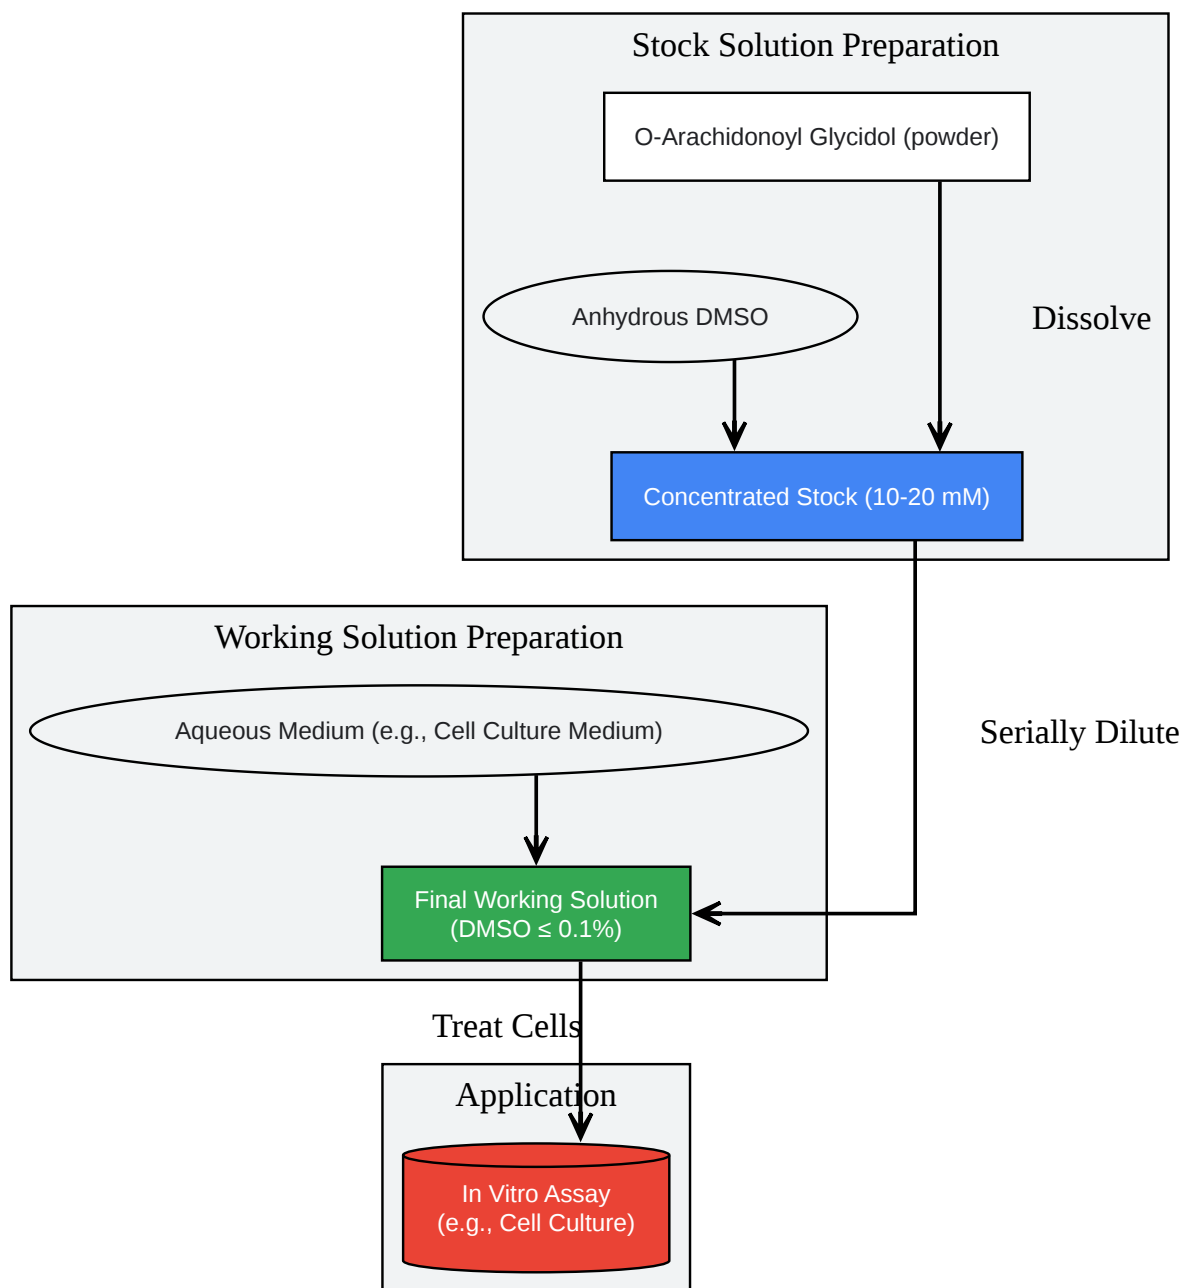 Stock Solution Preparation
O-Arachidonoyl Glycidol (powder)
Anhydrous DMSO
Dissolve
Concentrated Stock (10-20 mM)
Working Solution Preparation
Aqueous Medium (e.g., Cell Culture Medium)
Serially Dilute
Final Working Solution
(DMSO ≤ 0.1%)
Treat Cells
Application
In Vitro Assay
(e.g., Cell Culture)